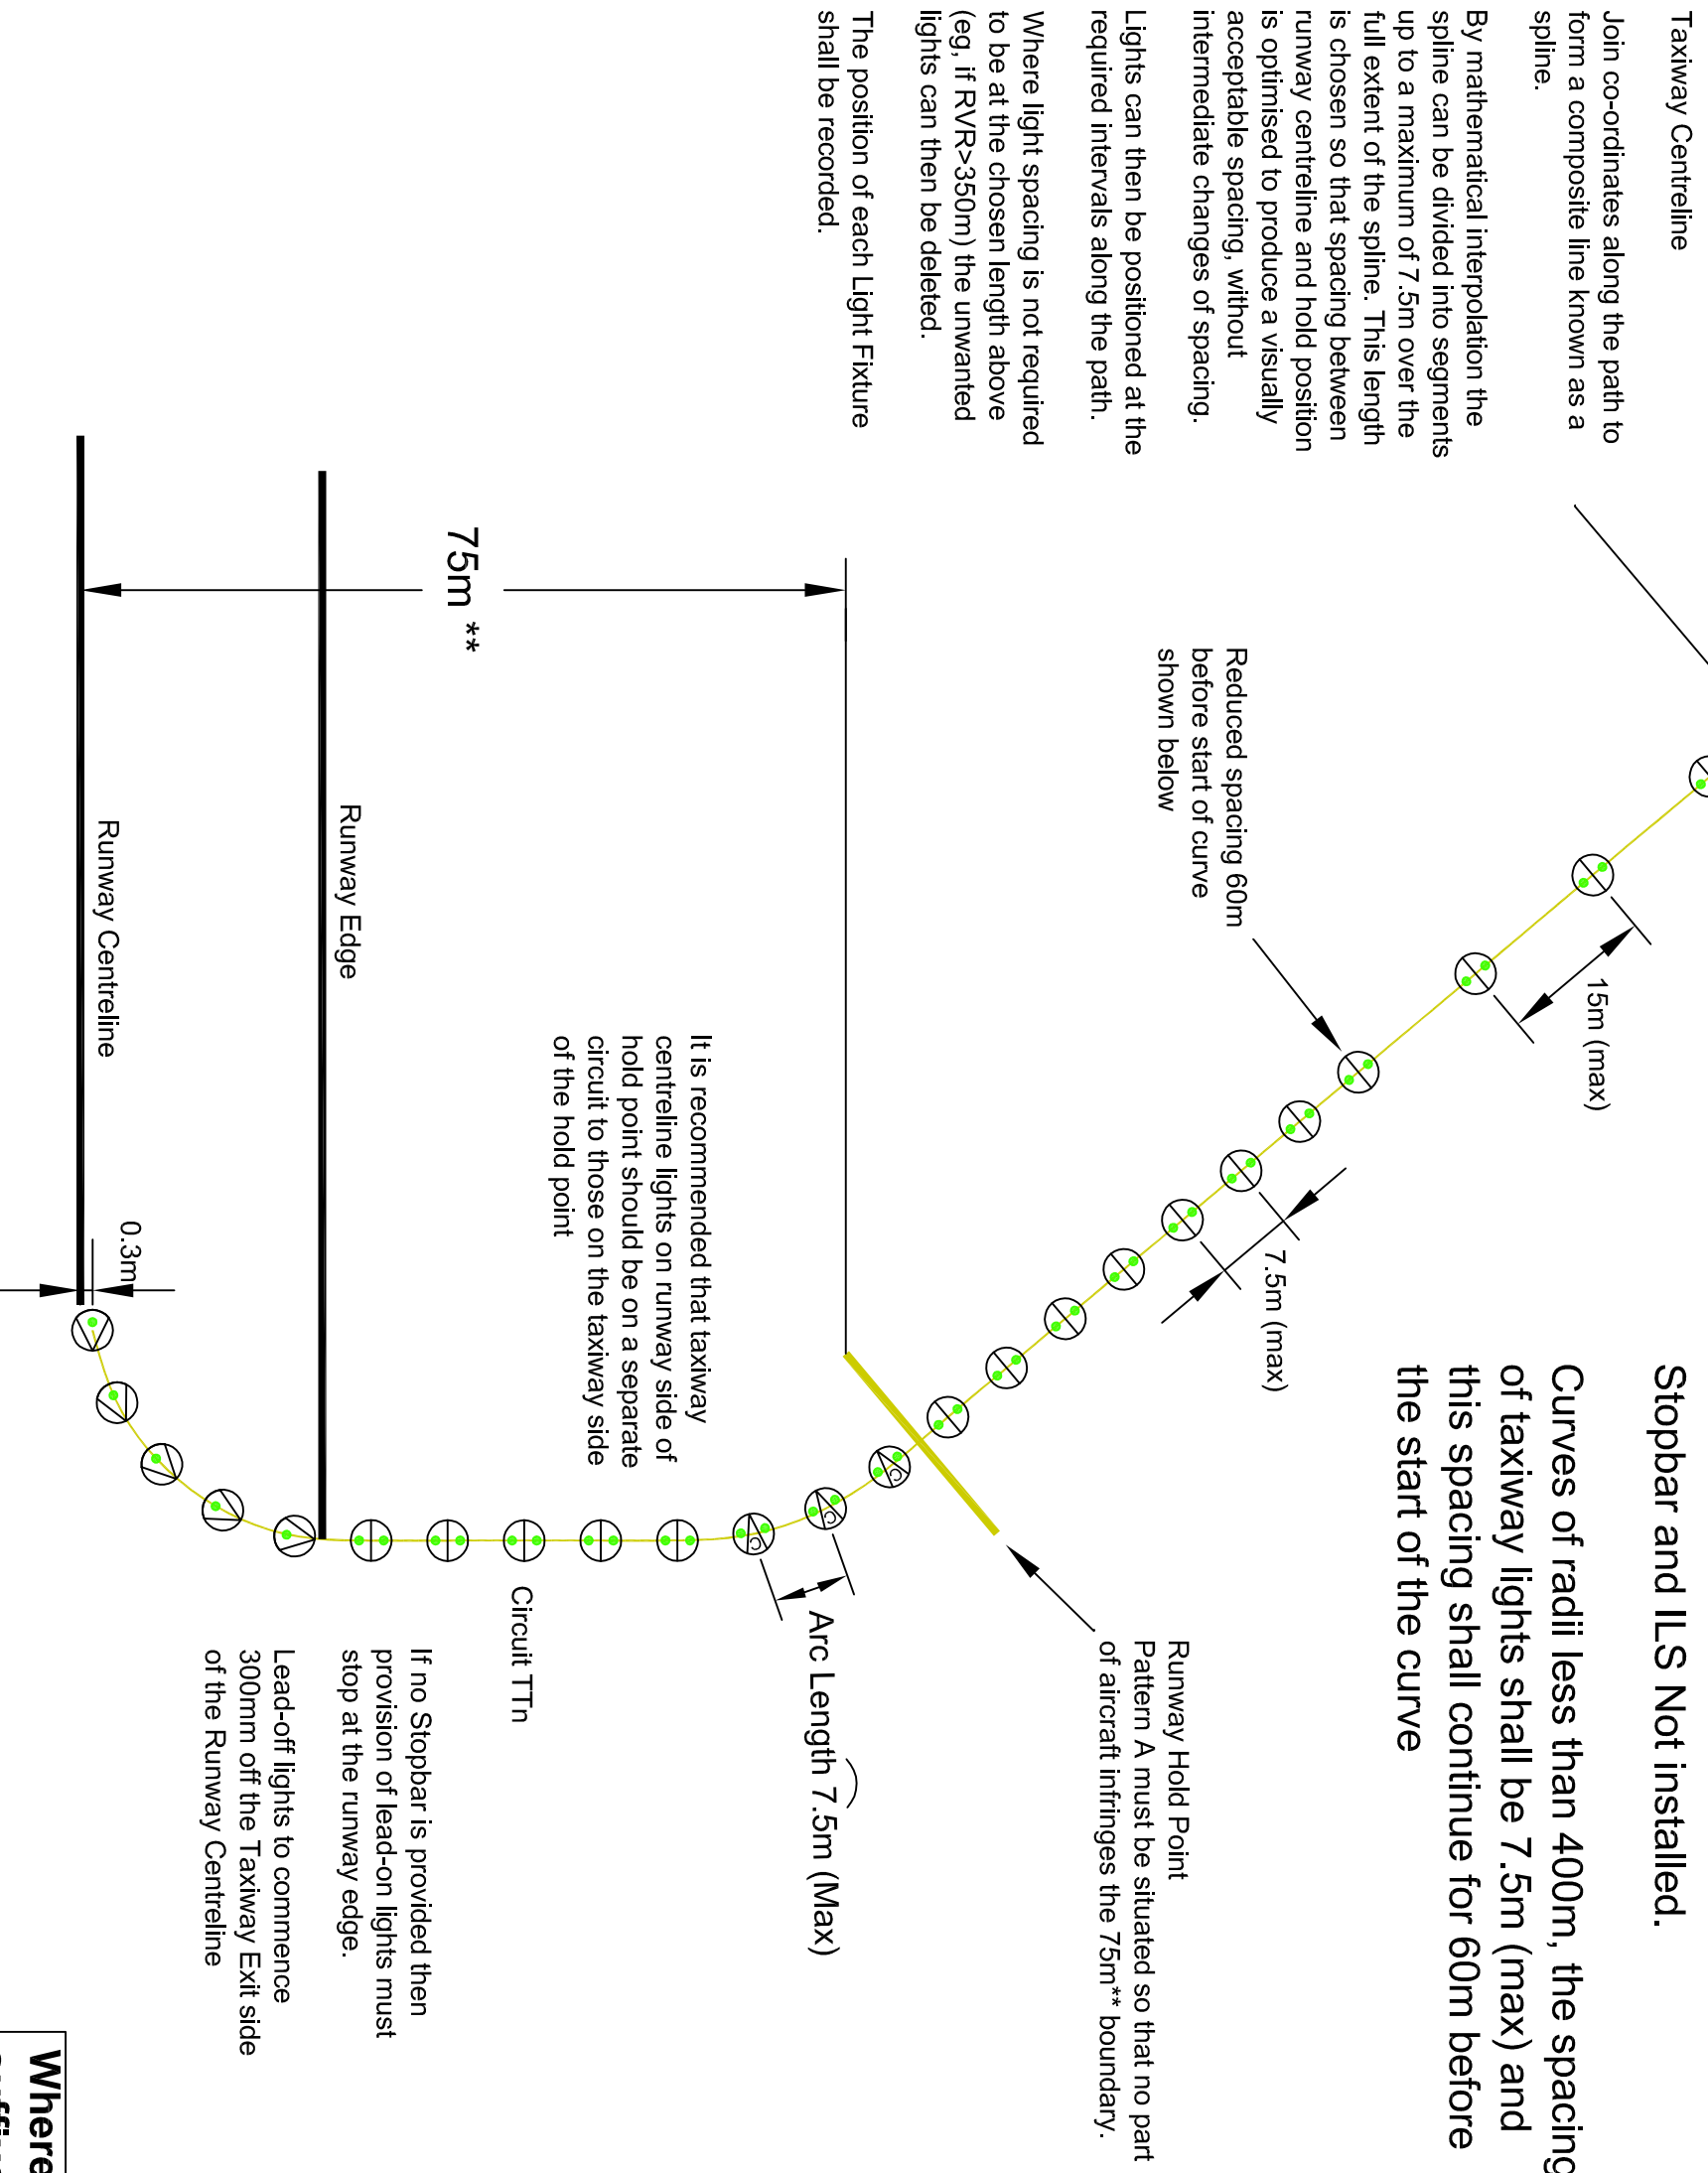 Taxiway Centreline
Join co-ordinates along the path to
form a composite line known as a
spline.
By mathematical interpolation the
spline can be divided into segments
up to a maximum of 7.5m over the
full extent of the spline. This length
is chosen so that spacing between
runway centreline and hold position
is optimised to produce a visually
acceptable spacing, without
intermediate changes of spacing.
Lights can then be positioned at the
required intervals along the path.
Where light spacing is not required
to be at the chosen length above
(eg, if RVR>350m) the unwanted
lights can then be deleted.
The position of each Light Fixture
shall be recorded.
Stopbar and ILS Not installed.
Curves of radii less than 400m, the spacing
of taxiway lights shall be 7.5m (max) and
this spacing shall continue for 60m before
the start of the curve
15m (max)
Reduced spacing 60m
before start of curve
shown below
7.5m (max)
Runway Hold Point
Pattern A must be situated so that no part
of aircraft infringes the 75m** boundary.
C
C
C
Arc Length 7.5m (Max)
It is recommended that taxiway
centreline lights on runway side of
hold point should be on a separate
circuit to those on the taxiway side
of the hold point
Circuit TTn
75m **
If no Stopbar is provided then
provision of lead-on lights must
stop at the runway edge.
Runway Edge
Lead-off lights to commence
300mm off the Taxiway Exit side
of the Runway Centreline
Runway Centreline
0.3m
Where